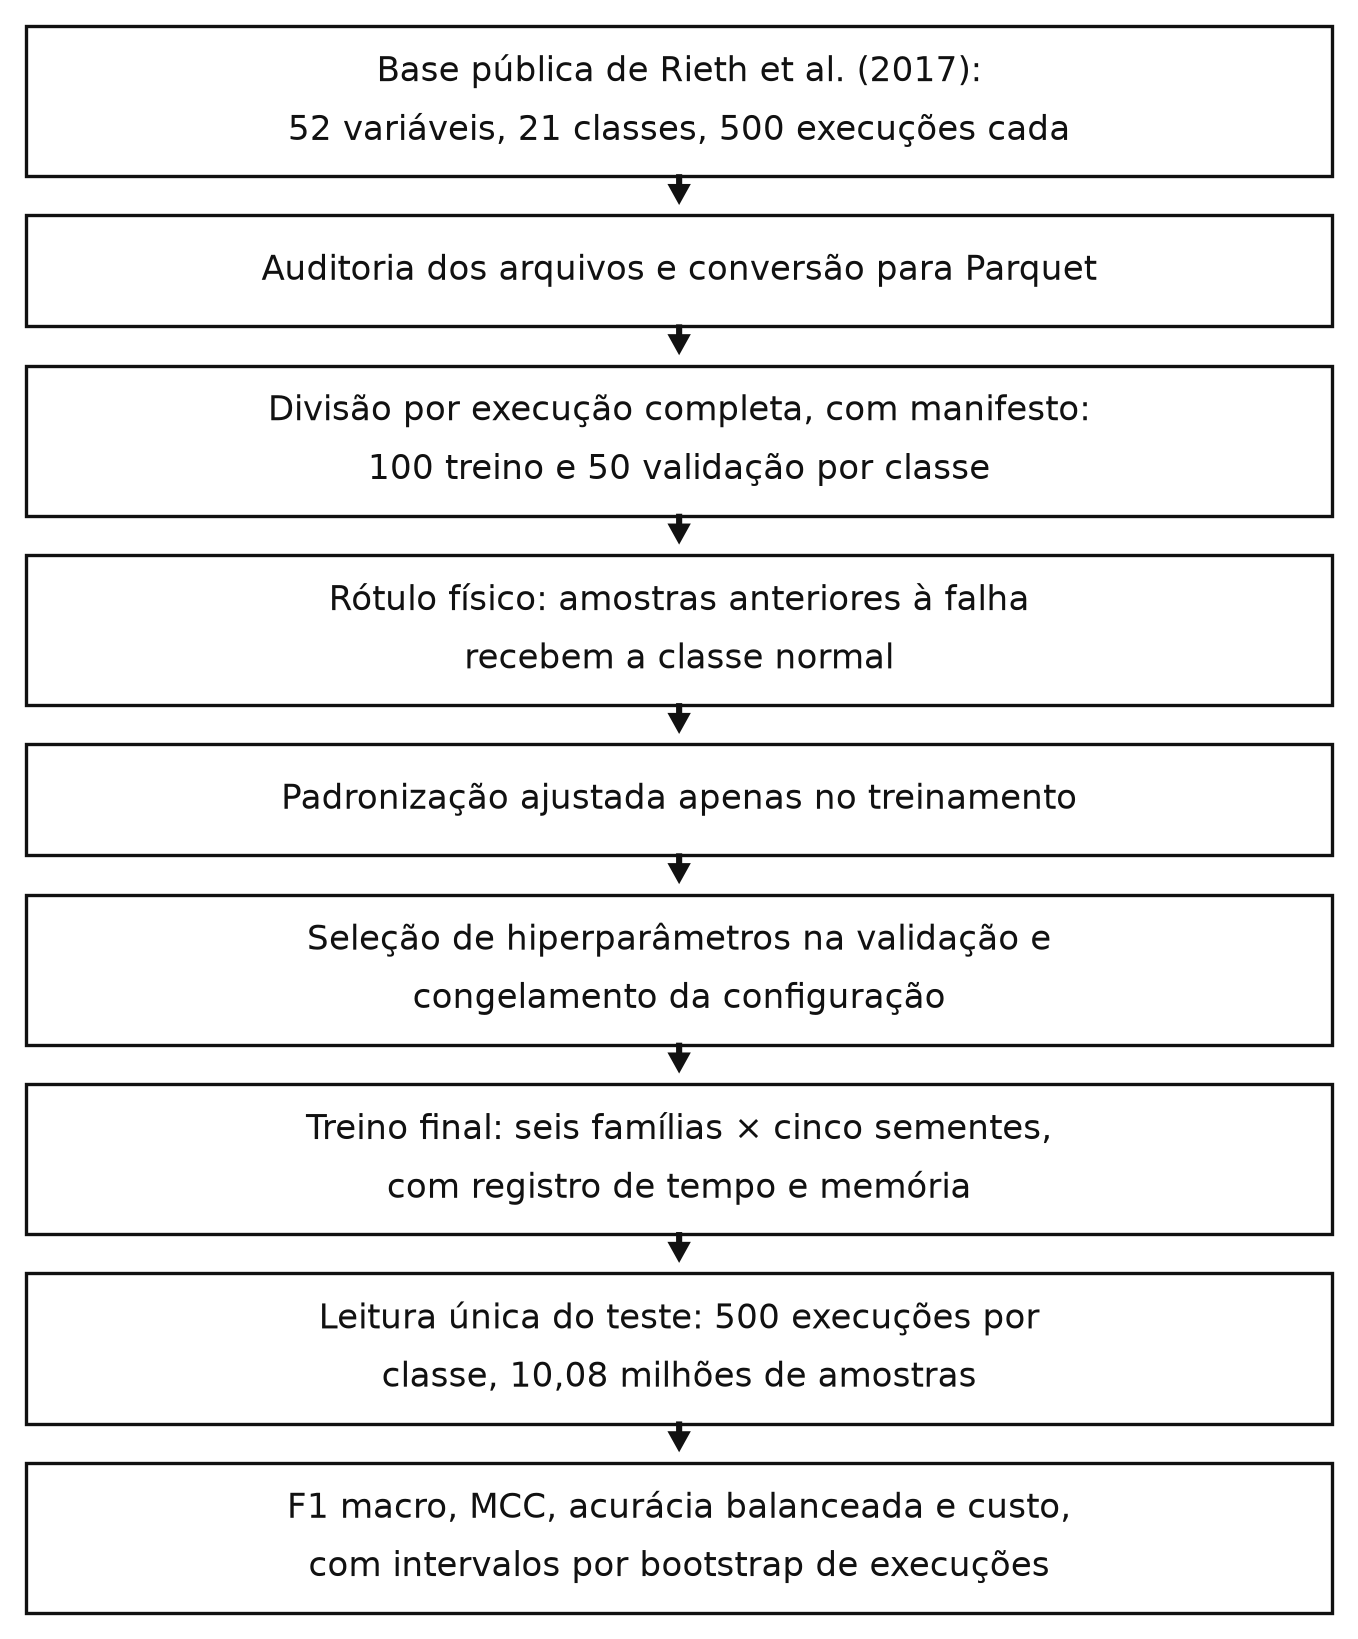 Base pública de Rieth et al. (2017):
52 variáveis, 21 classes, 500 execuções cada
Auditoria dos arquivos e conversão para Parquet
Divisão por execução completa, com manifesto:
100 treino e 50 validação por classe
Rótulo físico: amostras anteriores à falha
recebem a classe normal
Padronização ajustada apenas no treinamento
Seleção de hiperparâmetros na validação e
congelamento da configuração
Treino final: seis famílias × cinco sementes,
com registro de tempo e memória
Leitura única do teste: 500 execuções por
classe, 10,08 milhões de amostras
F1 macro, MCC, acurácia balanceada e custo,
com intervalos por bootstrap de execuções